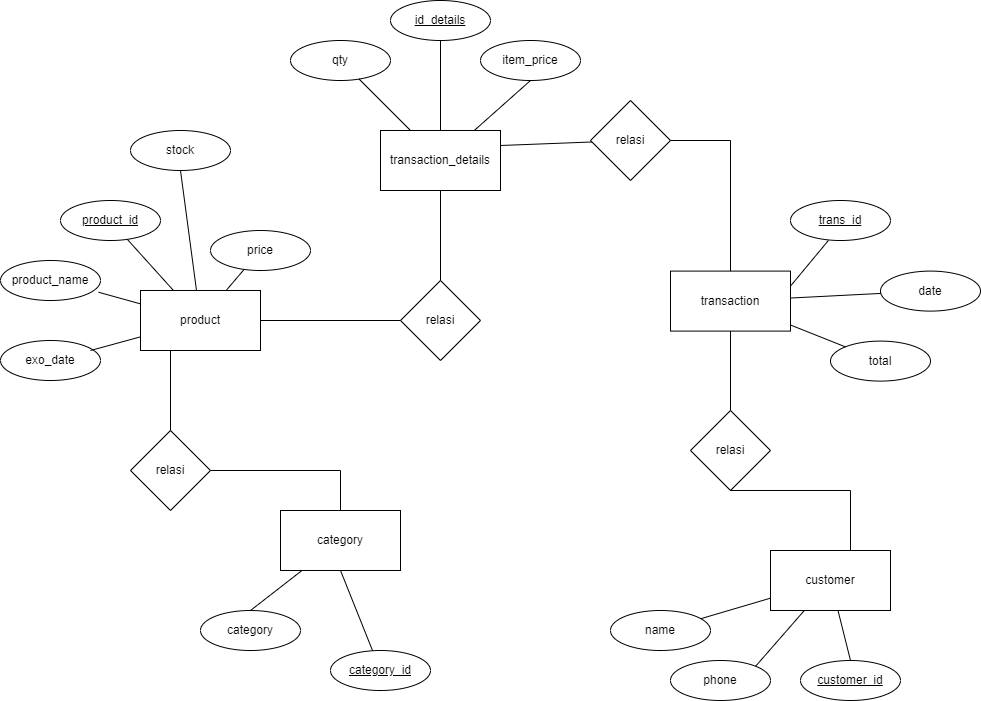 id_details
qty
item_price
relasi
transaction_details
stock
product_id
price
trans_id
product_name
date
transaction
product
relasi
exo_date
total
relasi
relasi
category
customer
category
name
category_id
phone
customer_id